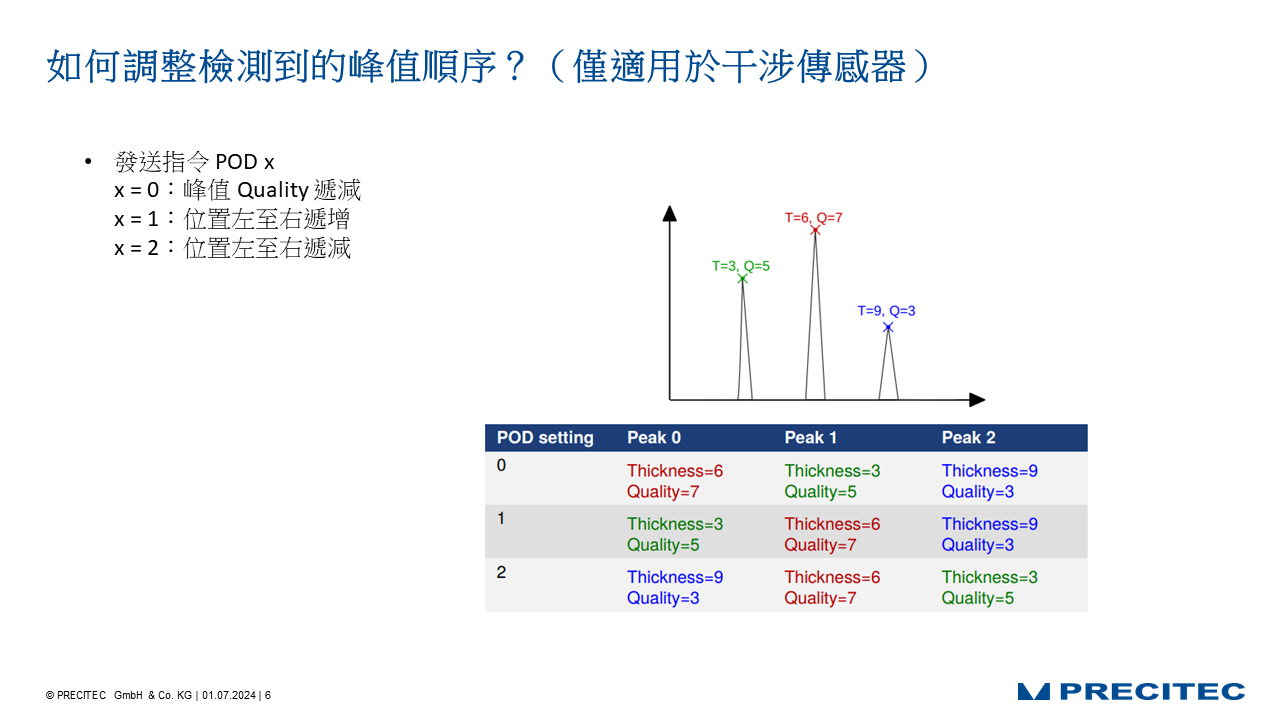 如何調整檢測到的峰值順序？（僅適用於干涉傳感器）
• 發送指令 POD x
x = 0：峰值 Quality 遞減
x = 1：位置左至右遞增
x = 2：位置左至右遞減
T=6, Q=7
T=3, Q=5
T=9, Q=3
POD setting Peak 0 Peak 1 Peak 2
0
Thickness=6 Thickness=3 Thickness=9
Quality=7 Quality=5 Quality=3
1
Thickness=3 Thickness=6 Thickness=9
Quality=5 Quality=7 Quality=3
2
Thickness=9 Thickness=6 Thickness=3
Quality=3 Quality=7 Quality=5
© PRECITEC GmbH & Co. KG | 01.07.2024 | 6
PRECITEC